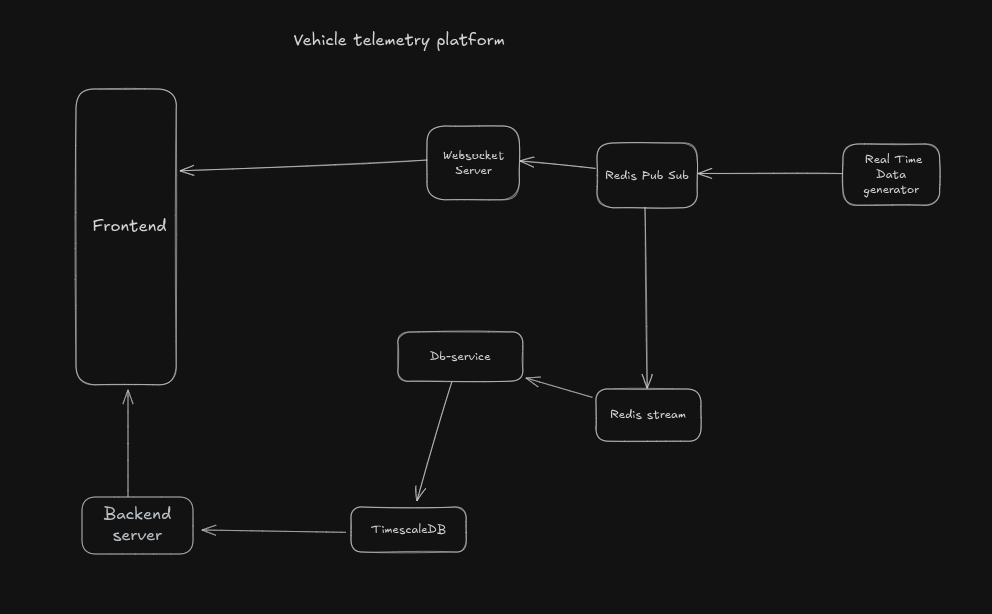 Vehicle telemetry platform
Frontend
Websocket
Server
Redis Pub Sub
Real Time
Data
generator
Db-service
Redis stream
Backend
server
TimescaleDB